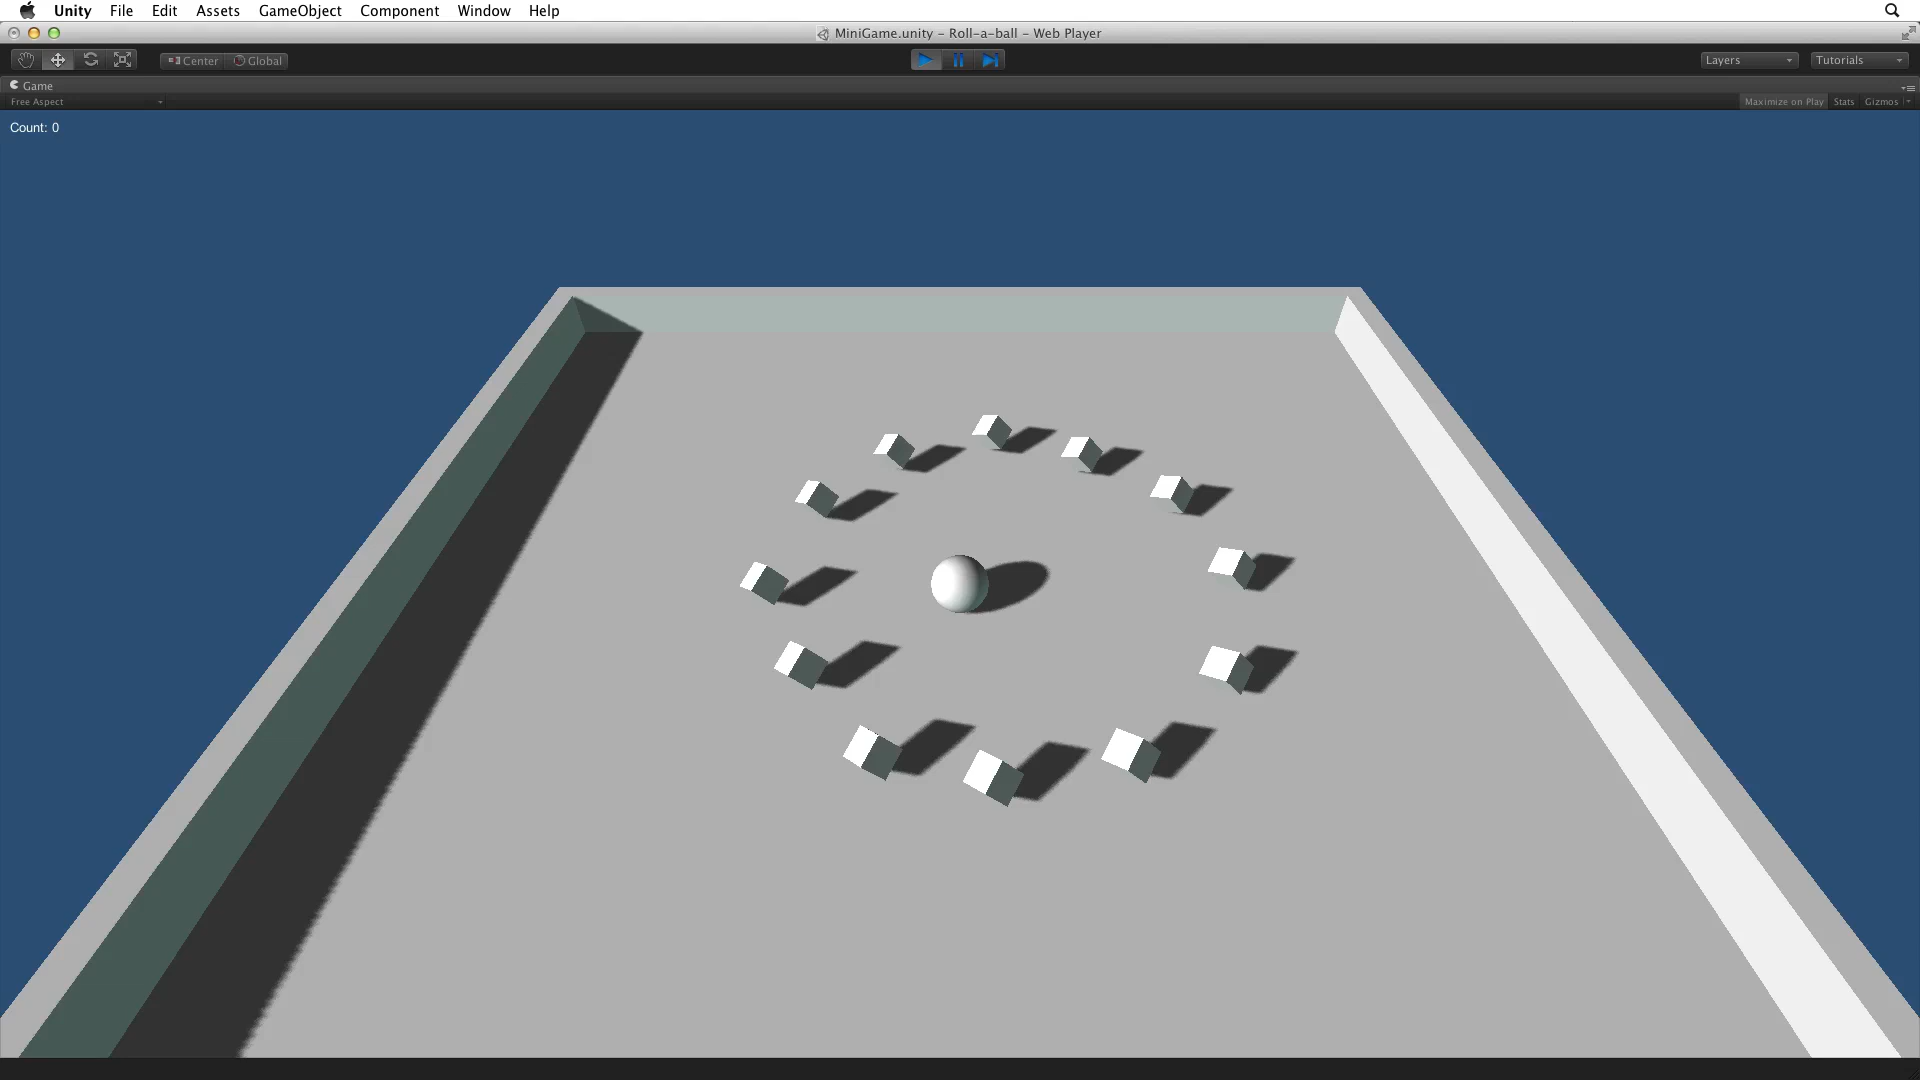 Unity File Edit Assets GameObject Component Window Help
MiniGame.unity – Roll-a-ball – Web Player
Center Global Layers Tutorials
Game
Free Aspect Maximize on Play Stats Gizmos
Count: 0